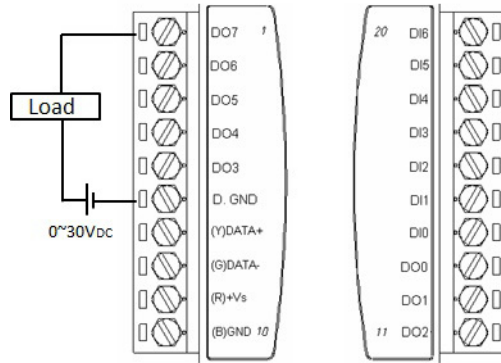 DO7 1
DO6
DO5
DO4
DO3
D. GND
(Y)DATA+
(G)DATA-
(R)+Vs
(B)GND 10
Load
0~30VDC
20 DI6
DI5
DI4
DI3
DI2
DI1
DI0
DO0
DO1
11 DO2